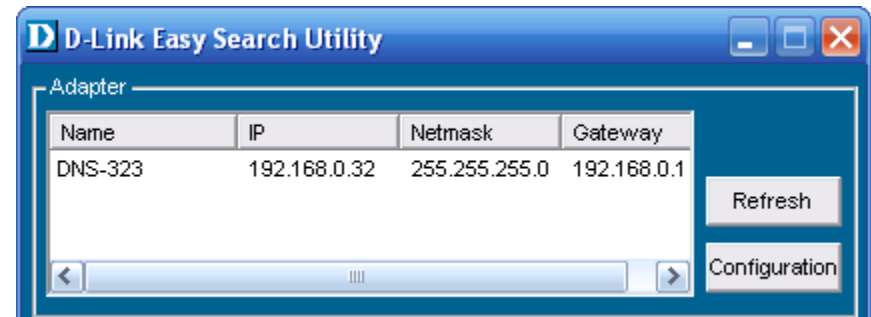 D D-Link Easy Search Utility
Adapter
Name IP Netmask Gateway
DNS-323 192.168.0.32 255.255.255.0 192.168.0.1
Refresh
Configuration